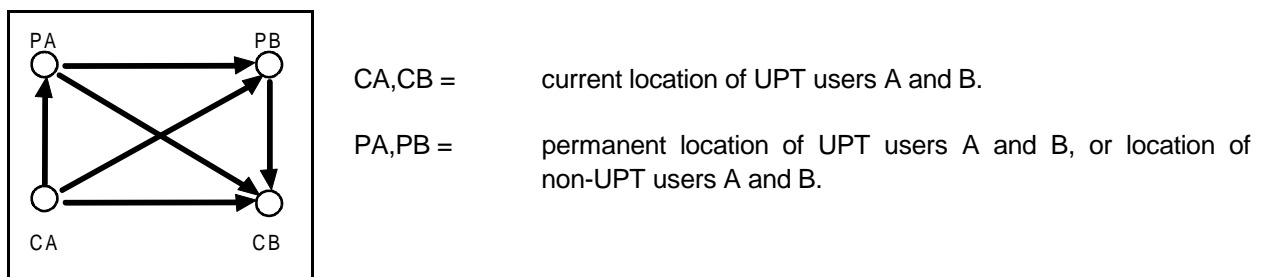 PA PB
CA CB
CA,CB = current location of UPT users A and B.
PA,PB = permanent location of UPT users A and B, or location of
non-UPT users A and B.